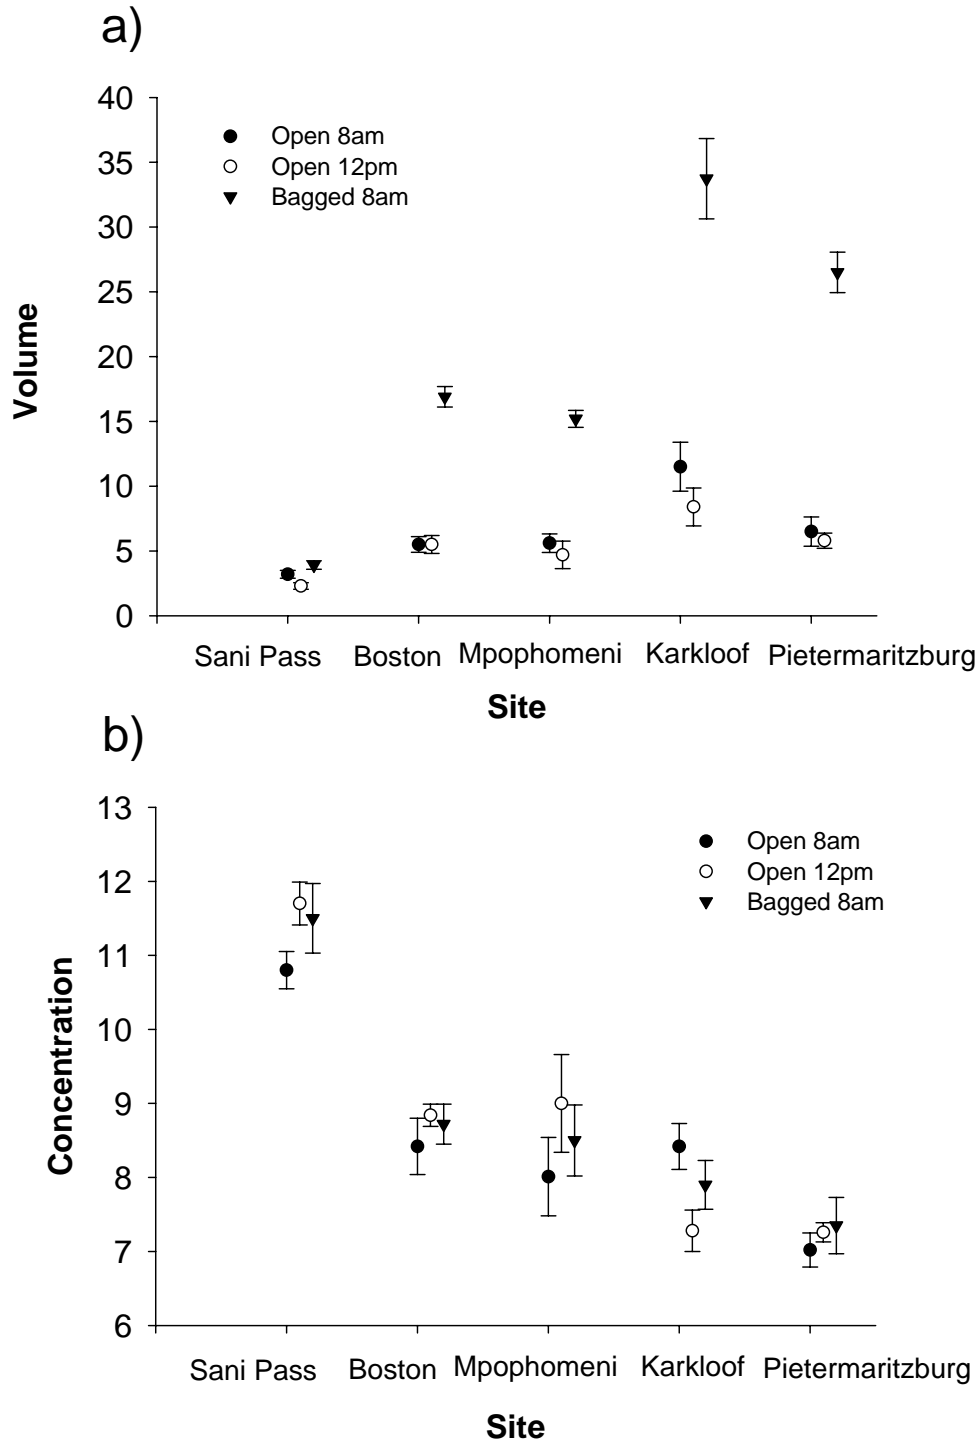 a)
40
35
30
25
20
15
10
5
0
Volume
Open 8am
Open 12pm
Bagged 8am
Sani Pass Boston Mpophomeni Karkloof Pietermaritzburg
Site
b)
13
12
11
10
9
8
7
6
Concentration
Open 8am
Open 12pm
Bagged 8am
Sani Pass Boston Mpophomeni Karkloof Pietermaritzburg
Site